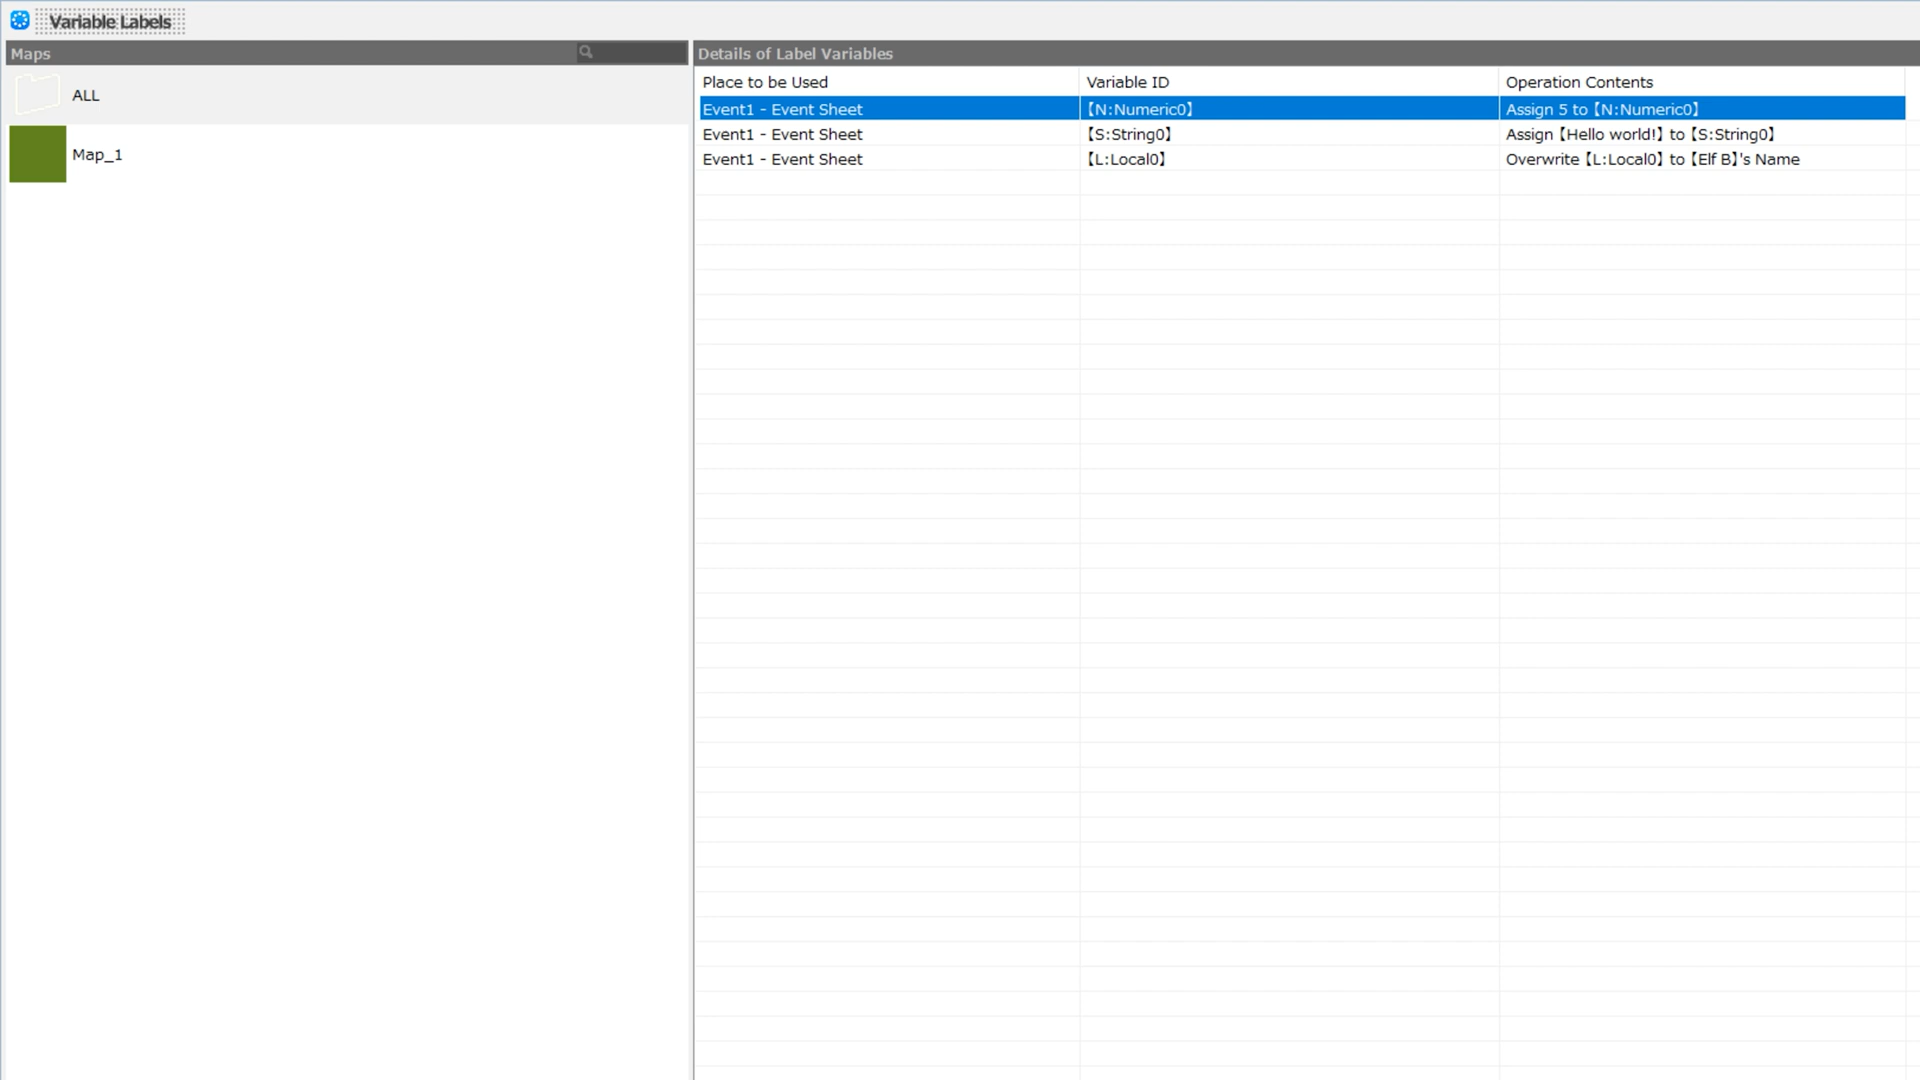 Variable Labels
Maps
ALL
Map_1
Details of Label Variables
Place to be Used Variable ID Operation Contents
Event1 - Event Sheet 【N:Numeric0】 Assign 5 to【N:Numeric0】
Event1 - Event Sheet 【S:String0】 Assign【Hello world!】to【S:String0】
Event1 - Event Sheet 【L:Local0】 Overwrite【L:Local0】to【Elf B】's Name